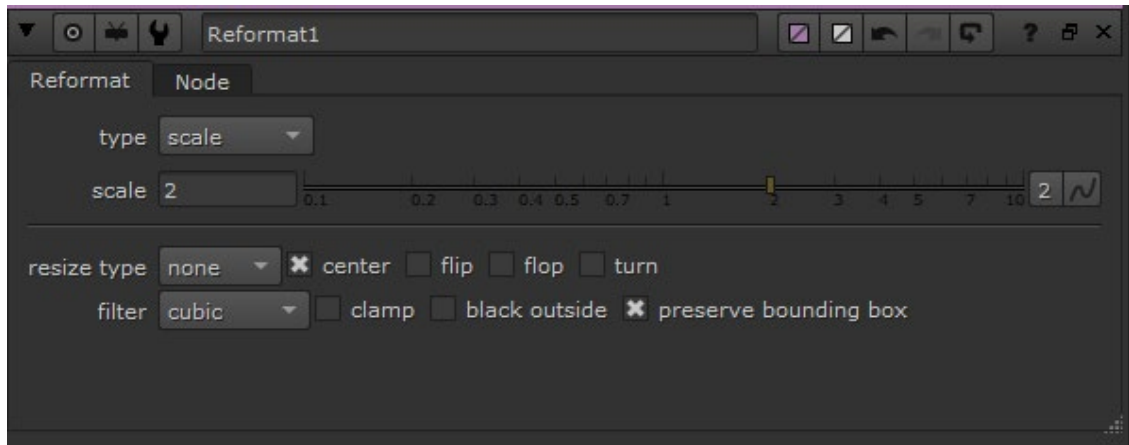 Reformat1 ?
Reformat Node
type scale
scale 2 0.1 0.2 0.3 0.4 0.5 0.7 1 2 3 4 5 7 10 2
resize type none center flip flop turn
filter cubic clamp black outside preserve bounding box